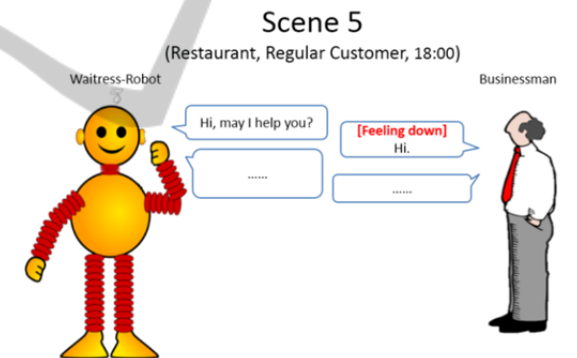 Scene 5
(Restaurant, Regular Customer, 18:00)
Waitress-Robot
Businessman
Hi, may I help you?
[Feeling down]
Hi.
......
......